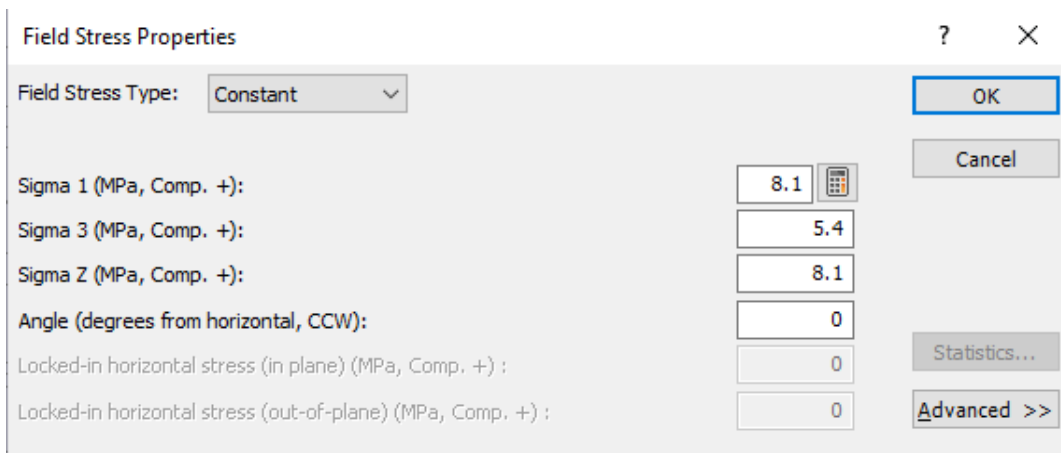 Field Stress Properties ? ×
Field Stress Type: Constant
OK
Cancel
Sigma 1 (MPa, Comp. +): 8.1
Sigma 3 (MPa, Comp. +): 5.4
Sigma Z (MPa, Comp. +): 8.1
Angle (degrees from horizontal, CCW): 0
Locked-in horizontal stress (in plane) (MPa, Comp. +) : 0
Locked-in horizontal stress (out-of-plane) (MPa, Comp. +) : 0
Statistics...
Advanced >>